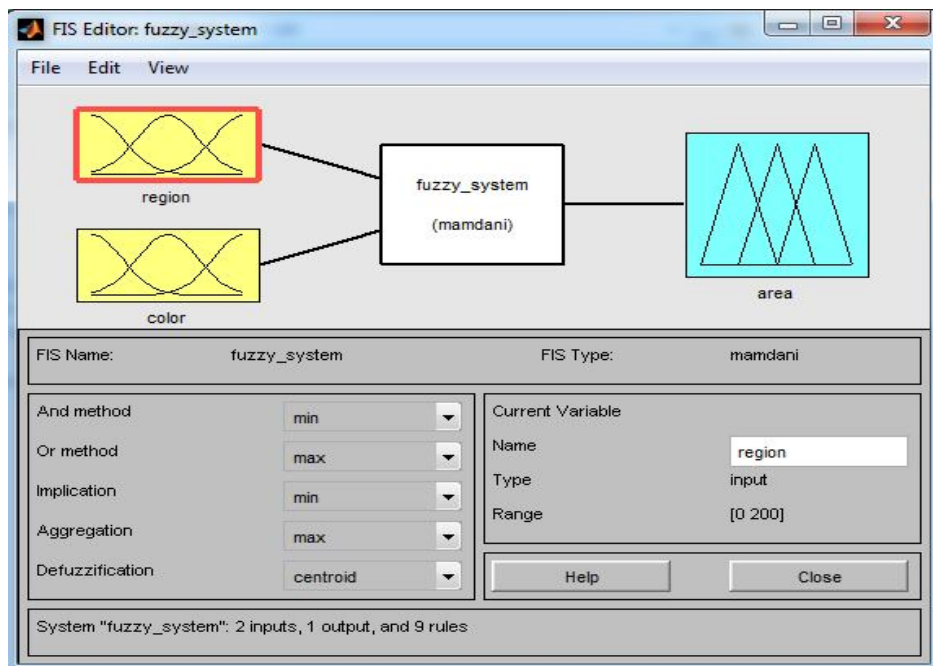 FIS Editor: fuzzy_system
File Edit View
region
color
fuzzy_system
(mamdani)
area
FIS Name: fuzzy_system FIS Type: mamdani
And method min
Or method max
Implication min
Aggregation max
Defuzzification centroid
Current Variable
Name region
Type input
Range [0 200]
Help Close
System "fuzzy_system": 2 inputs, 1 output, and 9 rules